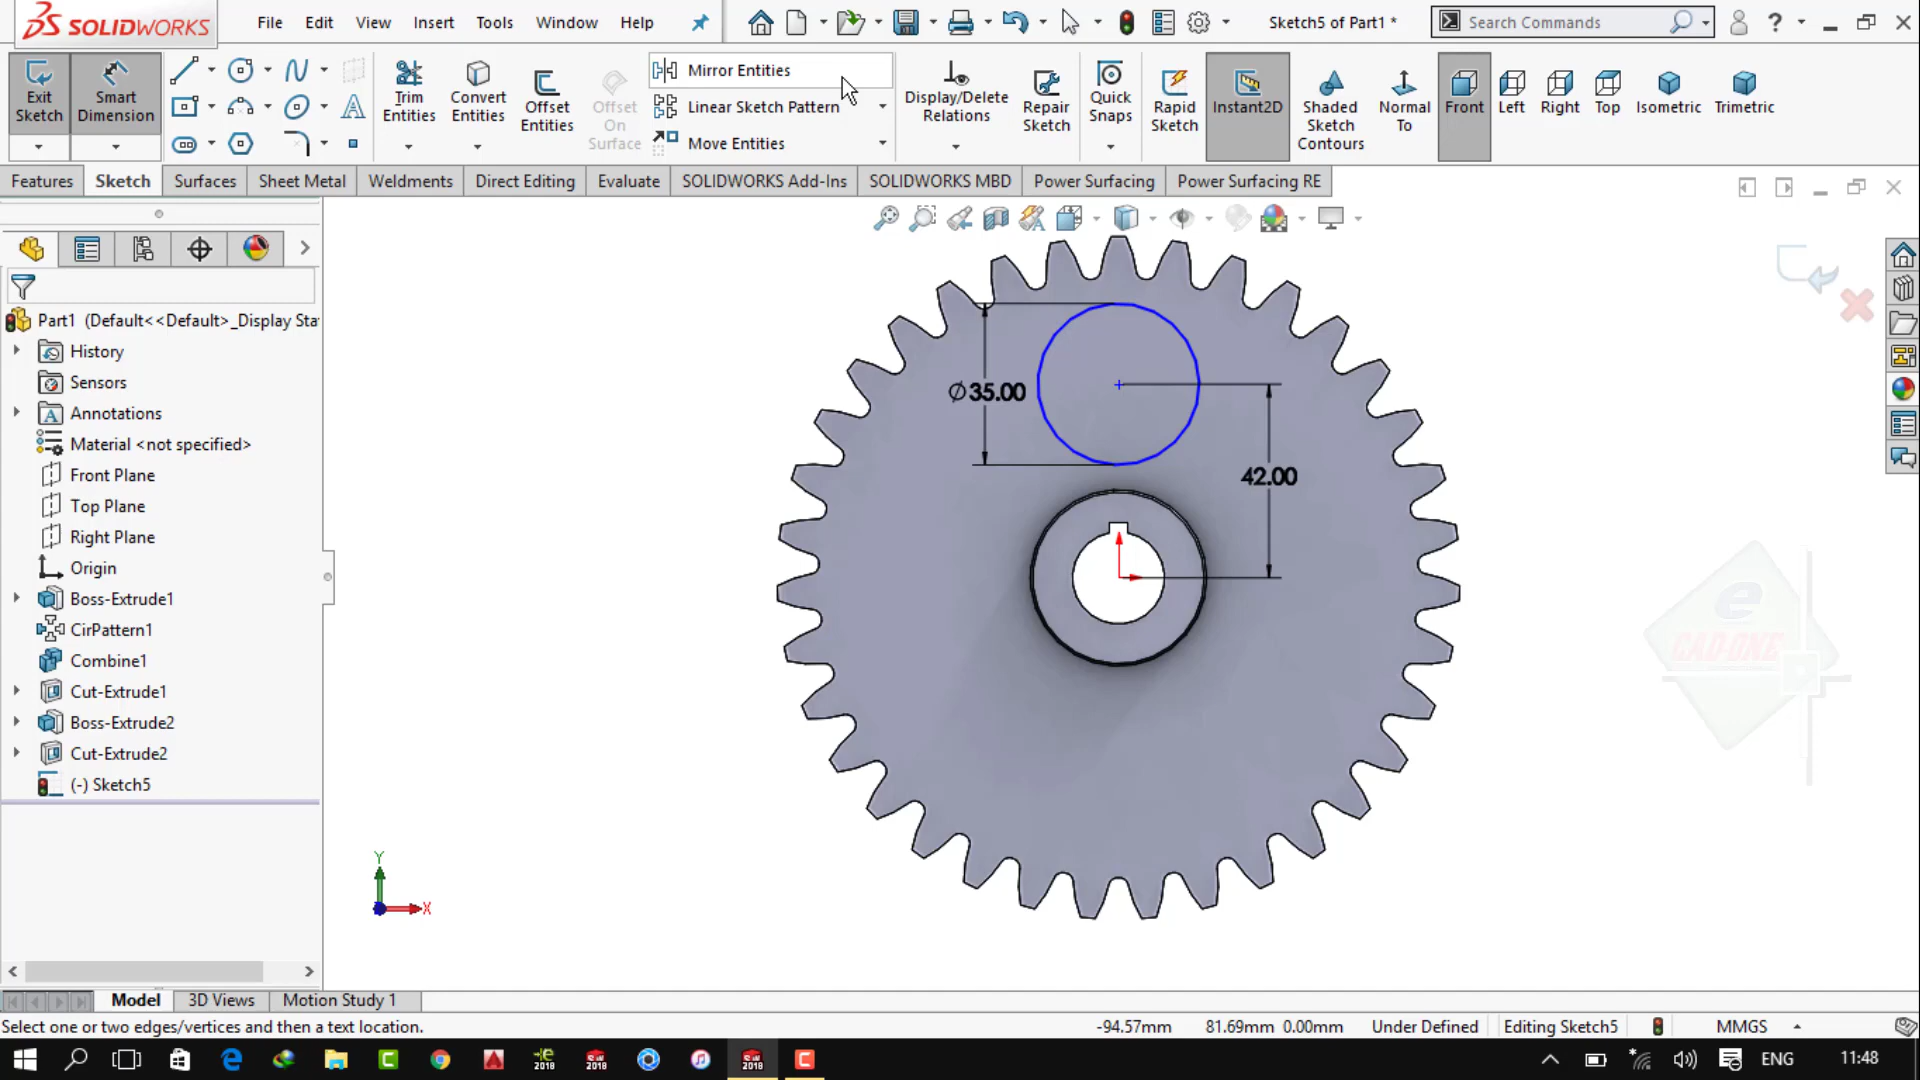 SOLIDWORKS
File Edit View Insert Tools Window Help
Sketch5 of Part1 *
Search Commands
Exit Sketch
Smart Dimension
Trim Entities
Convert Entities
Offset Entities
Offset On Surface
Mirror Entities
Linear Sketch Pattern
Move Entities
Display/Delete Relations
Repair Sketch
Quick Snaps
Rapid Sketch
Instant2D
Shaded Sketch Contours
Normal To
Front
Left
Right
Top
Isometric
Trimetric
Features Sketch Surfaces Sheet Metal Weldments Direct Editing Evaluate SOLIDWORKS Add-Ins SOLIDWORKS MBD Power Surfacing Power Surfacing RE
Part1 (Default<<Default>_Display Sta
History
Sensors
Annotations
Material <not specified>
Front Plane
Top Plane
Right Plane
Origin
Boss-Extrude1
CirPattern1
Combine1
Cut-Extrude1
Boss-Extrude2
Cut-Extrude2
(-) Sketch5
Ø35.00
42.00
e
CAD-ONE
Y
X
Model 3D Views Motion Study 1
Select one or two edges/vertices and then a text location.
-94.57mm 81.69mm 0.00mm Under Defined Editing Sketch5 MMGS
2018 2018 2018
ENG 11:48